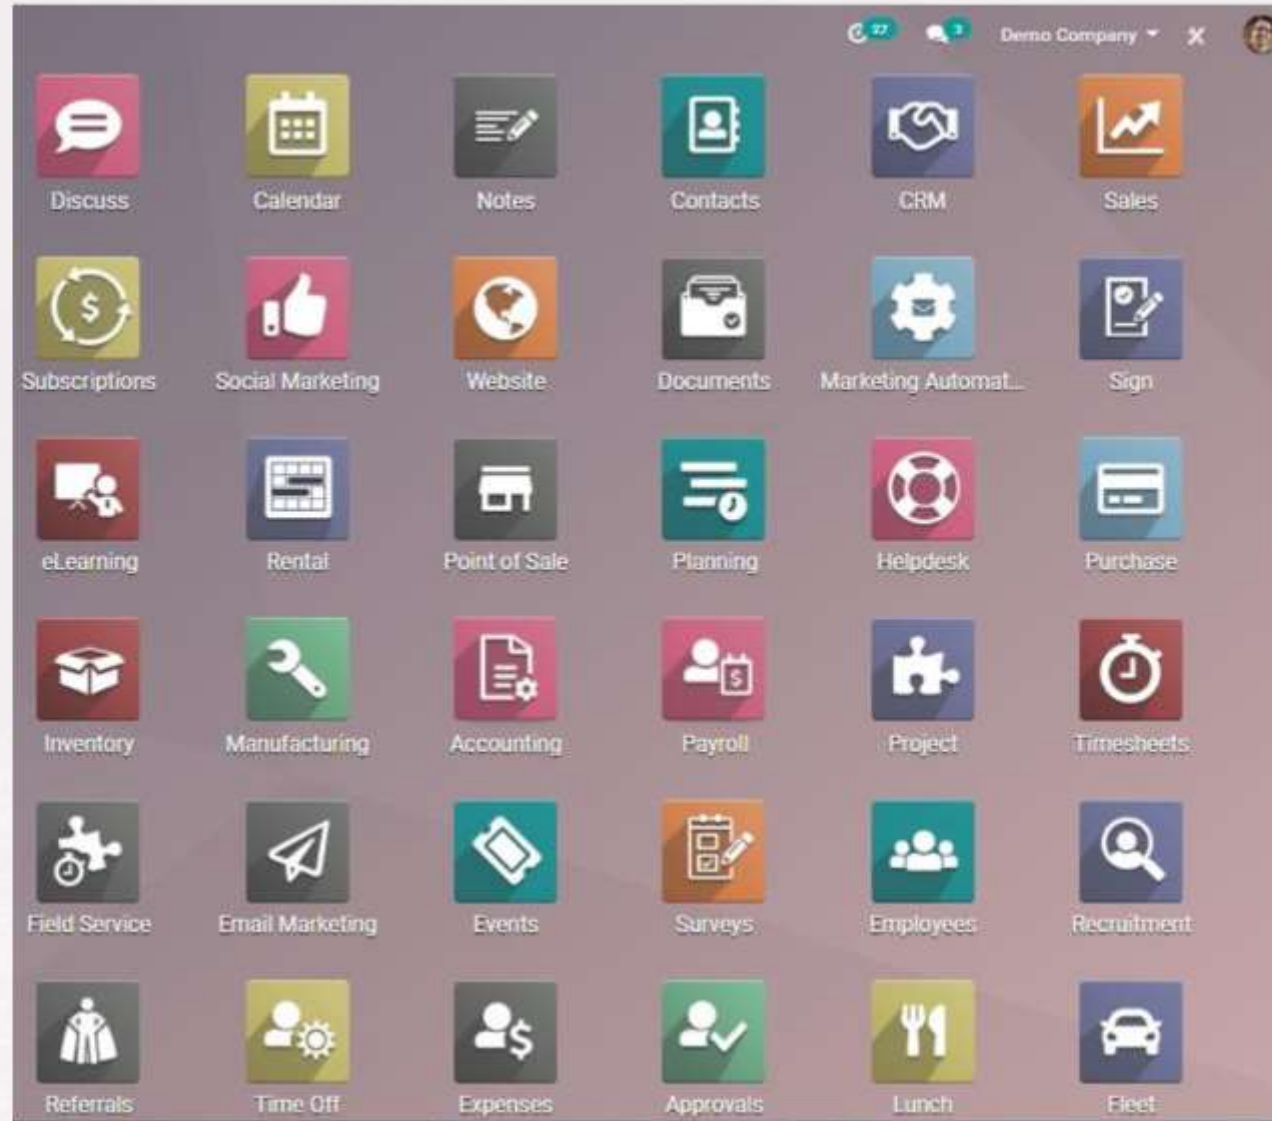 27 3 Demo Company
Discuss Calendar Notes Contacts CRM Sales
Subscriptions Social Marketing Website Documents Marketing Automat... Sign
eLearning Rental Point of Sale Planning Helpdesk Purchase
Inventory Manufacturing Accounting Payroll Project Timesheets
Field Service Email Marketing Events Surveys Employees Recruitment
Referrals Time Off Expenses Approvals Lunch Fleet